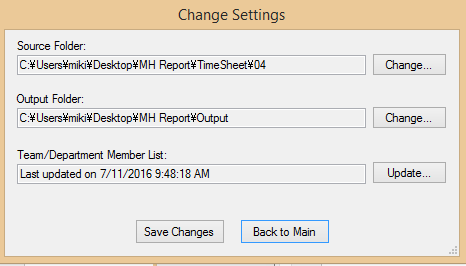 Change Settings
Source Folder:
C:¥Users¥miki¥Desktop¥MH Report¥TimeSheet¥04
Change...
Output Folder:
C:¥Users¥miki¥Desktop¥MH Report¥Output
Change...
Team/Department Member List:
Last updated on 7/11/2016 9:48:18 AM
Update...
Save Changes
Back to Main